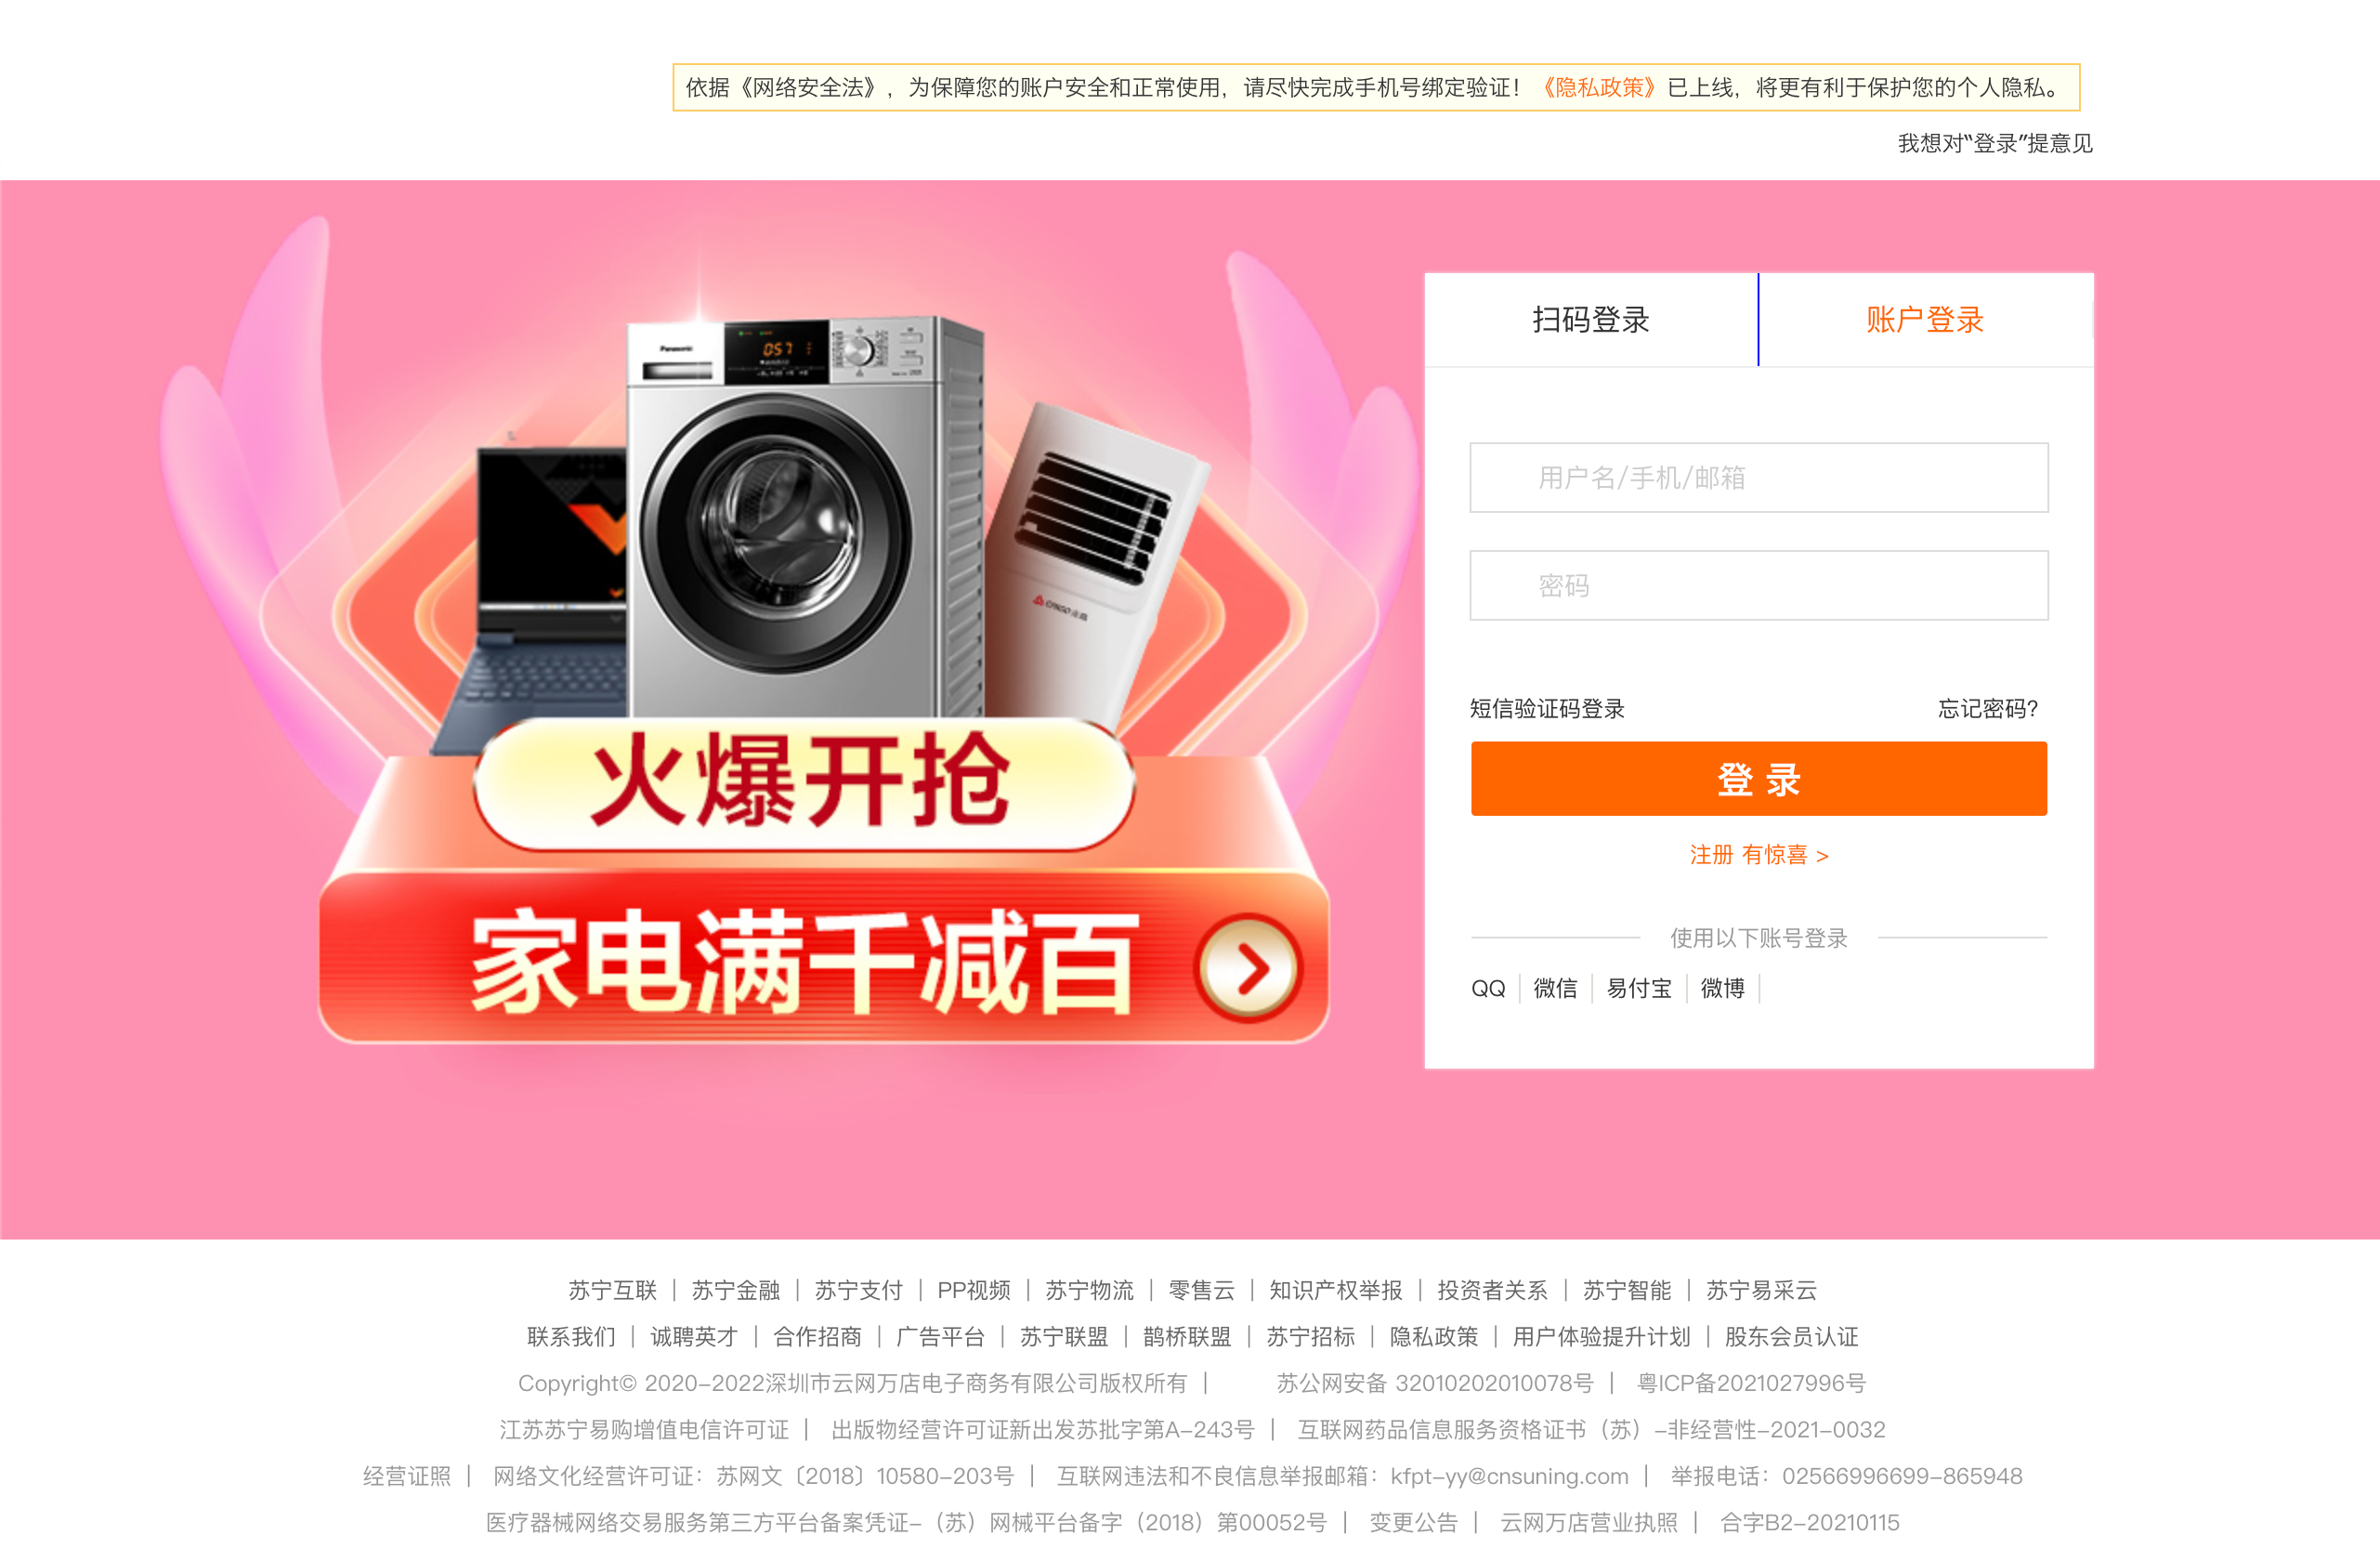 依据《网络安全法》，为保障您的账户安全和正常使用，请尽快完成手机号绑定验证！《隐私政策》已上线，将更有利于保护您的个人隐私。
我想对“登录”提意见
扫码登录 账户登录
Panasonic
057
用户名/手机/邮箱
密码
短信验证码登录 忘记密码?
登 录
注册 有惊喜 >
火爆开抢
家电满千减百
使用以下账号登录
QQ 微信 易付宝 微博
苏宁互联 | 苏宁金融 | 苏宁支付 | PP视频 | 苏宁物流 | 零售云 | 知识产权举报 | 投资者关系 | 苏宁智能 | 苏宁易采云
联系我们 | 诚聘英才 | 合作招商 | 广告平台 | 苏宁联盟 | 鹊桥联盟 | 苏宁招标 | 隐私政策 | 用户体验提升计划 | 股东会员认证
Copyright© 2020-2022深圳市云网万店电子商务有限公司版权所有 | 苏公网安备 32010202010078号 | 粤ICP备2021027996号
江苏苏宁易购增值电信许可证 | 出版物经营许可证新出发苏批字第A-243号 | 互联网药品信息服务资格证书（苏）-非经营性-2021-0032
经营证照 | 网络文化经营许可证：苏网文〔2018〕10580-203号 | 互联网违法和不良信息举报邮箱：kfpt-yy@cnsuning.com | 举报电话：02566996699-865948
医疗器械网络交易服务第三方平台备案凭证-（苏）网械平台备字（2018）第00052号 | 变更公告 | 云网万店营业执照 | 合字B2-20210115